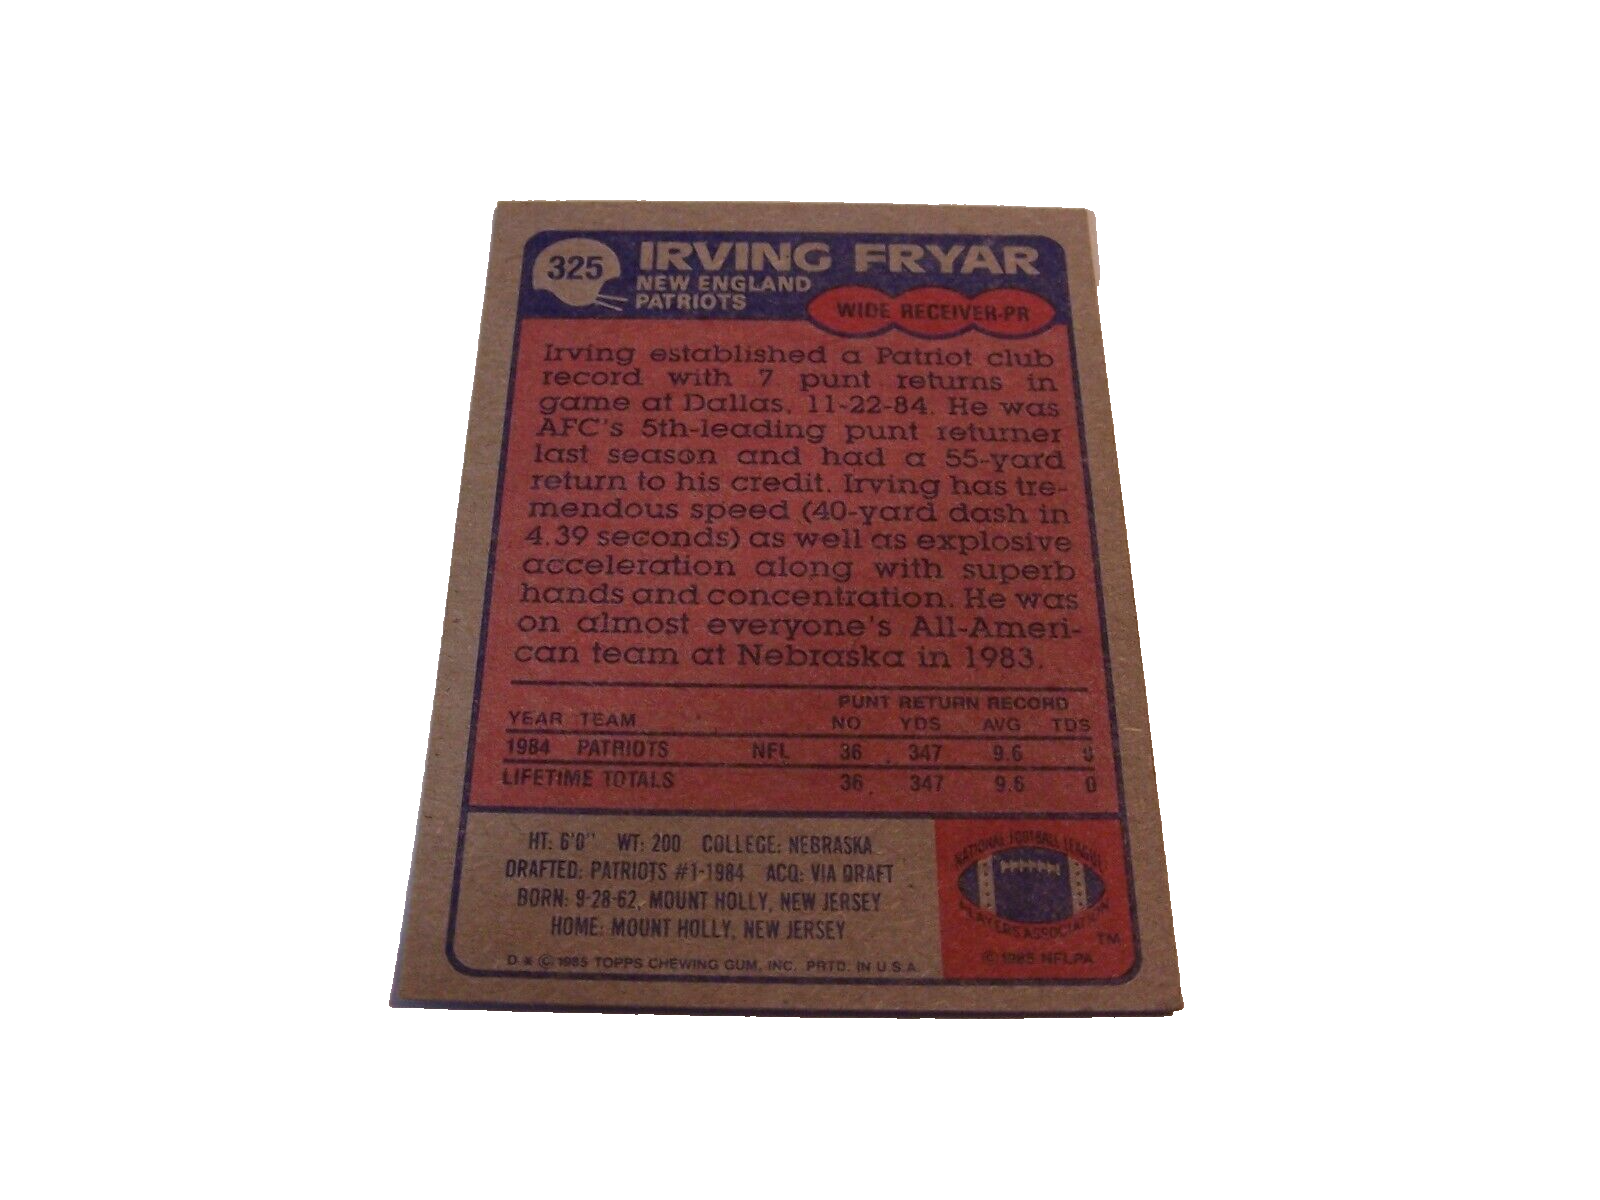 325
IRVING FRYAR
NEW ENGLAND
PATRIOTS
WIDE RECEIVER-PR
Irving established a Patriot club
record with 7 punt returns in
game at Dallas, 11-22-84. He was
AFC's 5th-leading punt returner
last season and had a 55-yard
return to his credit. Irving has tre-
mendous speed (40-yard dash in
4.39 seconds) as well as explosive
acceleration along with superb
hands and concentration. He was
on almost everyone's All-Ameri-
can team at Nebraska in 1983.
PUNT RETURN RECORD
YEAR TEAM NO YDS AVG TDS
1984 PATRIOTS NFL 36 347 9.6 0
LIFETIME TOTALS 36 347 9.6 0
HT: 6'0" WT: 200 COLLEGE: NEBRASKA
DRAFTED: PATRIOTS #1-1984 ACQ: VIA DRAFT
BORN: 9-28-62, MOUNT HOLLY, NEW JERSEY
HOME: MOUNT HOLLY, NEW JERSEY
D * © 1985 TOPPS CHEWING GUM, INC. PRTD. IN U.S.A.
NATIONAL FOOTBALL LEAGUE
PLAYERS ASSOCIATION
TM
© 1985 NFLPA